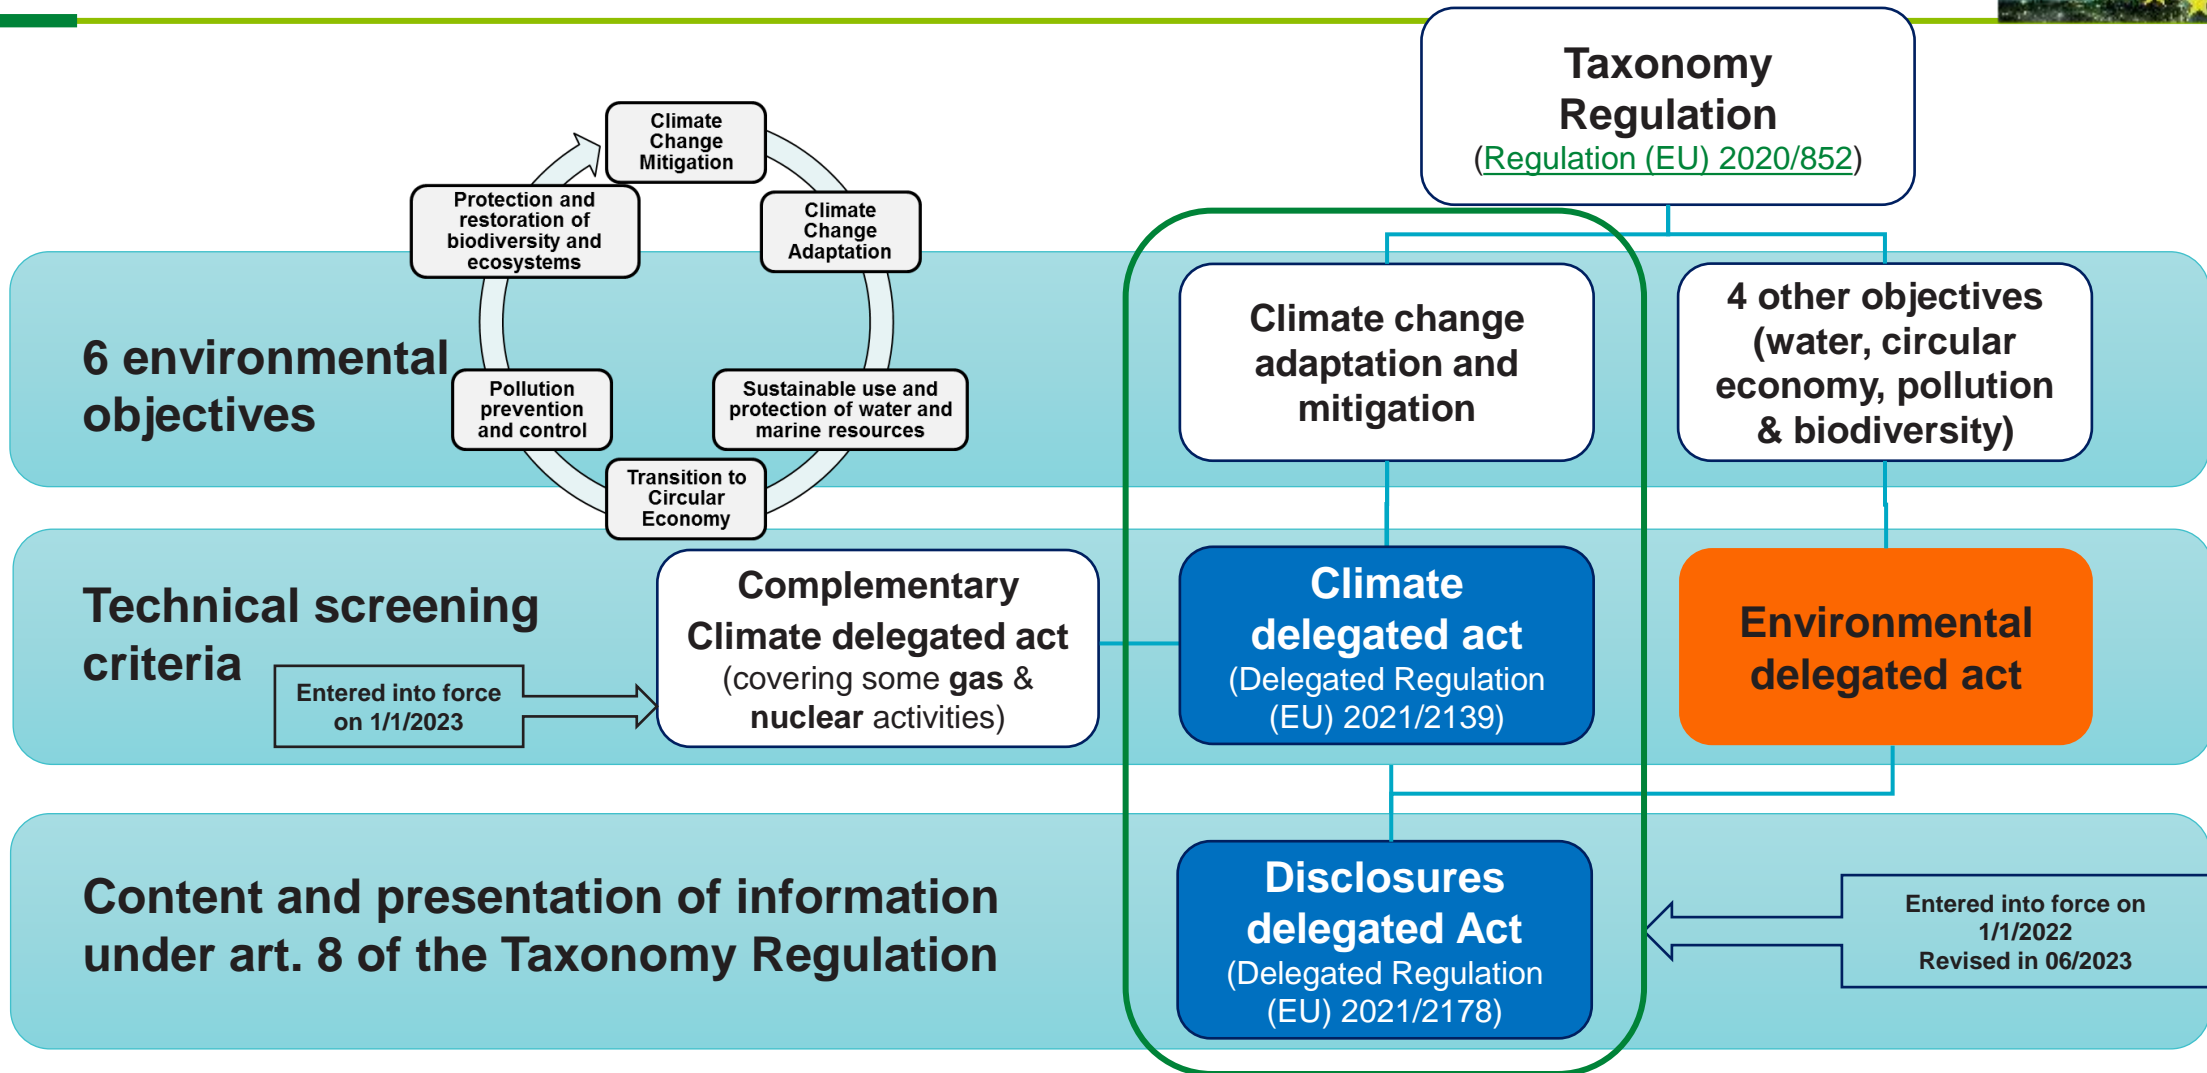 Taxonomy
Regulation
(Regulation (EU) 2020/852)
Climate
Change
Mitigation
Climate
Change
Adaptation
Sustainable use and
protection of water and
marine resources
Transition to
Circular
Economy
Pollution
prevention
and control
Protection and
restoration of
biodiversity and
ecosystems
6 environmental
objectives
Climate change
adaptation and
mitigation
4 other objectives
(water, circular
economy, pollution
& biodiversity)
Technical screening
criteria
Entered into force
on 1/1/2023
Complementary
Climate delegated act
(covering some gas &
nuclear activities)
Climate
delegated act
(Delegated Regulation
(EU) 2021/2139)
Environmental
delegated act
Content and presentation of information
under art. 8 of the Taxonomy Regulation
Disclosures
delegated Act
(Delegated Regulation
(EU) 2021/2178)
Entered into force on
1/1/2022
Revised in 06/2023